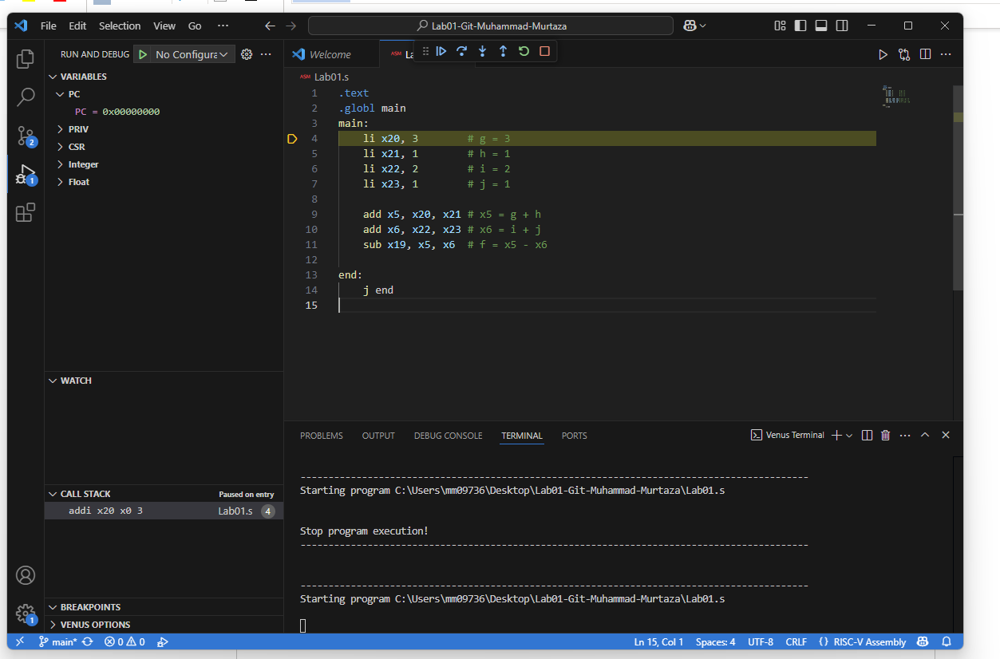 File Edit Selection View Go ··· Lab01-Git-Muhammad-Murtaza
RUN AND DEBUG No Configura ···
VARIABLES
PC
PC = 0x00000000
PRIV
CSR
Integer
Float
WATCH
CALL STACK Paused on entry
addi x20 x0 3 Lab01.s 4
BREAKPOINTS
VENUS OPTIONS
2
1
1
Welcome ASM La
ASM Lab01.s
1 .text
2 .globl main
3 main:
4 li x20, 3 # g = 3
5 li x21, 1 # h = 1
6 li x22, 2 # i = 2
7 li x23, 1 # j = 1
8
9 add x5, x20, x21 # x5 = g + h
10 add x6, x22, x23 # x6 = i + j
11 sub x19, x5, x6 # f = x5 - x6
12
13 end:
14 j end
15
PROBLEMS OUTPUT DEBUG CONSOLE TERMINAL PORTS Venus Terminal
-----------------------------------------------------------------------------------------
Starting program C:\Users\mm09736\Desktop\Lab01-Git-Muhammad-Murtaza\Lab01.s
Stop program execution!
-----------------------------------------------------------------------------------------
-----------------------------------------------------------------------------------------
Starting program C:\Users\mm09736\Desktop\Lab01-Git-Muhammad-Murtaza\Lab01.s
main* 0 0 Ln 15, Col 1 Spaces: 4 UTF-8 CRLF {} RISC-V Assembly